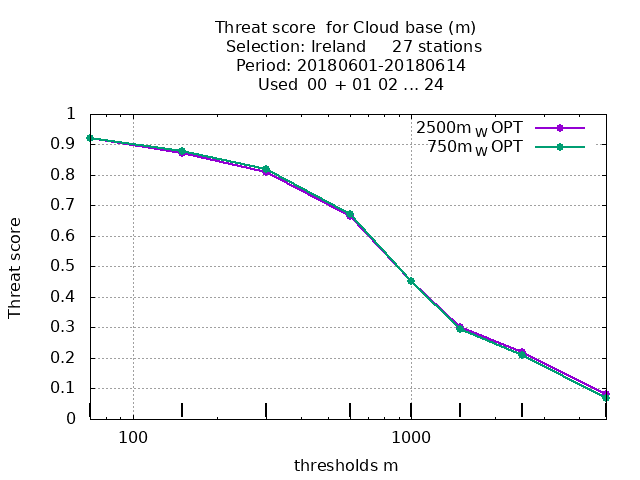 Threat score for Cloud base (m)
Selection: Ireland 27 stations
Period: 20180601-20180614
Used 00 + 01 02 ... 24
2500m W OPT
750m W OPT
Threat score
1
0.9
0.8
0.7
0.6
0.5
0.4
0.3
0.2
0.1
0
100 1000
thresholds m